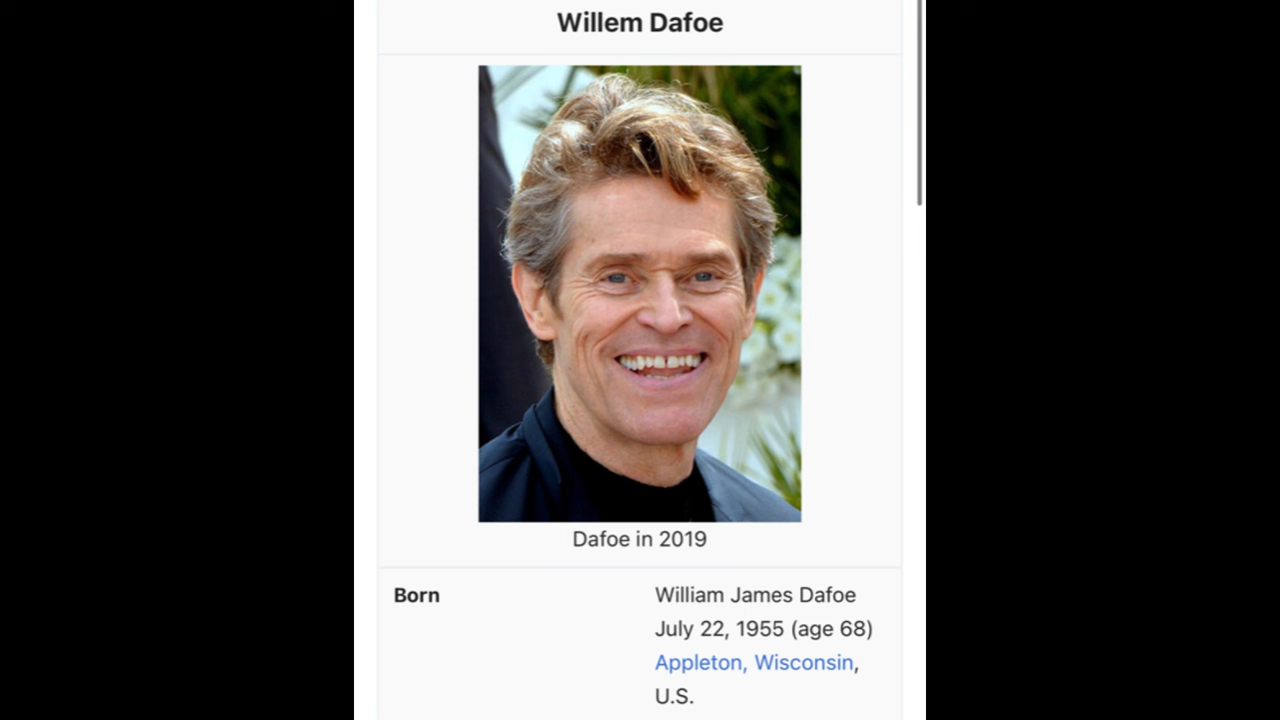 Willem Dafoe
Dafoe in 2019
Born
William James Dafoe
July 22, 1955 (age 68)
Appleton, Wisconsin,
U.S.